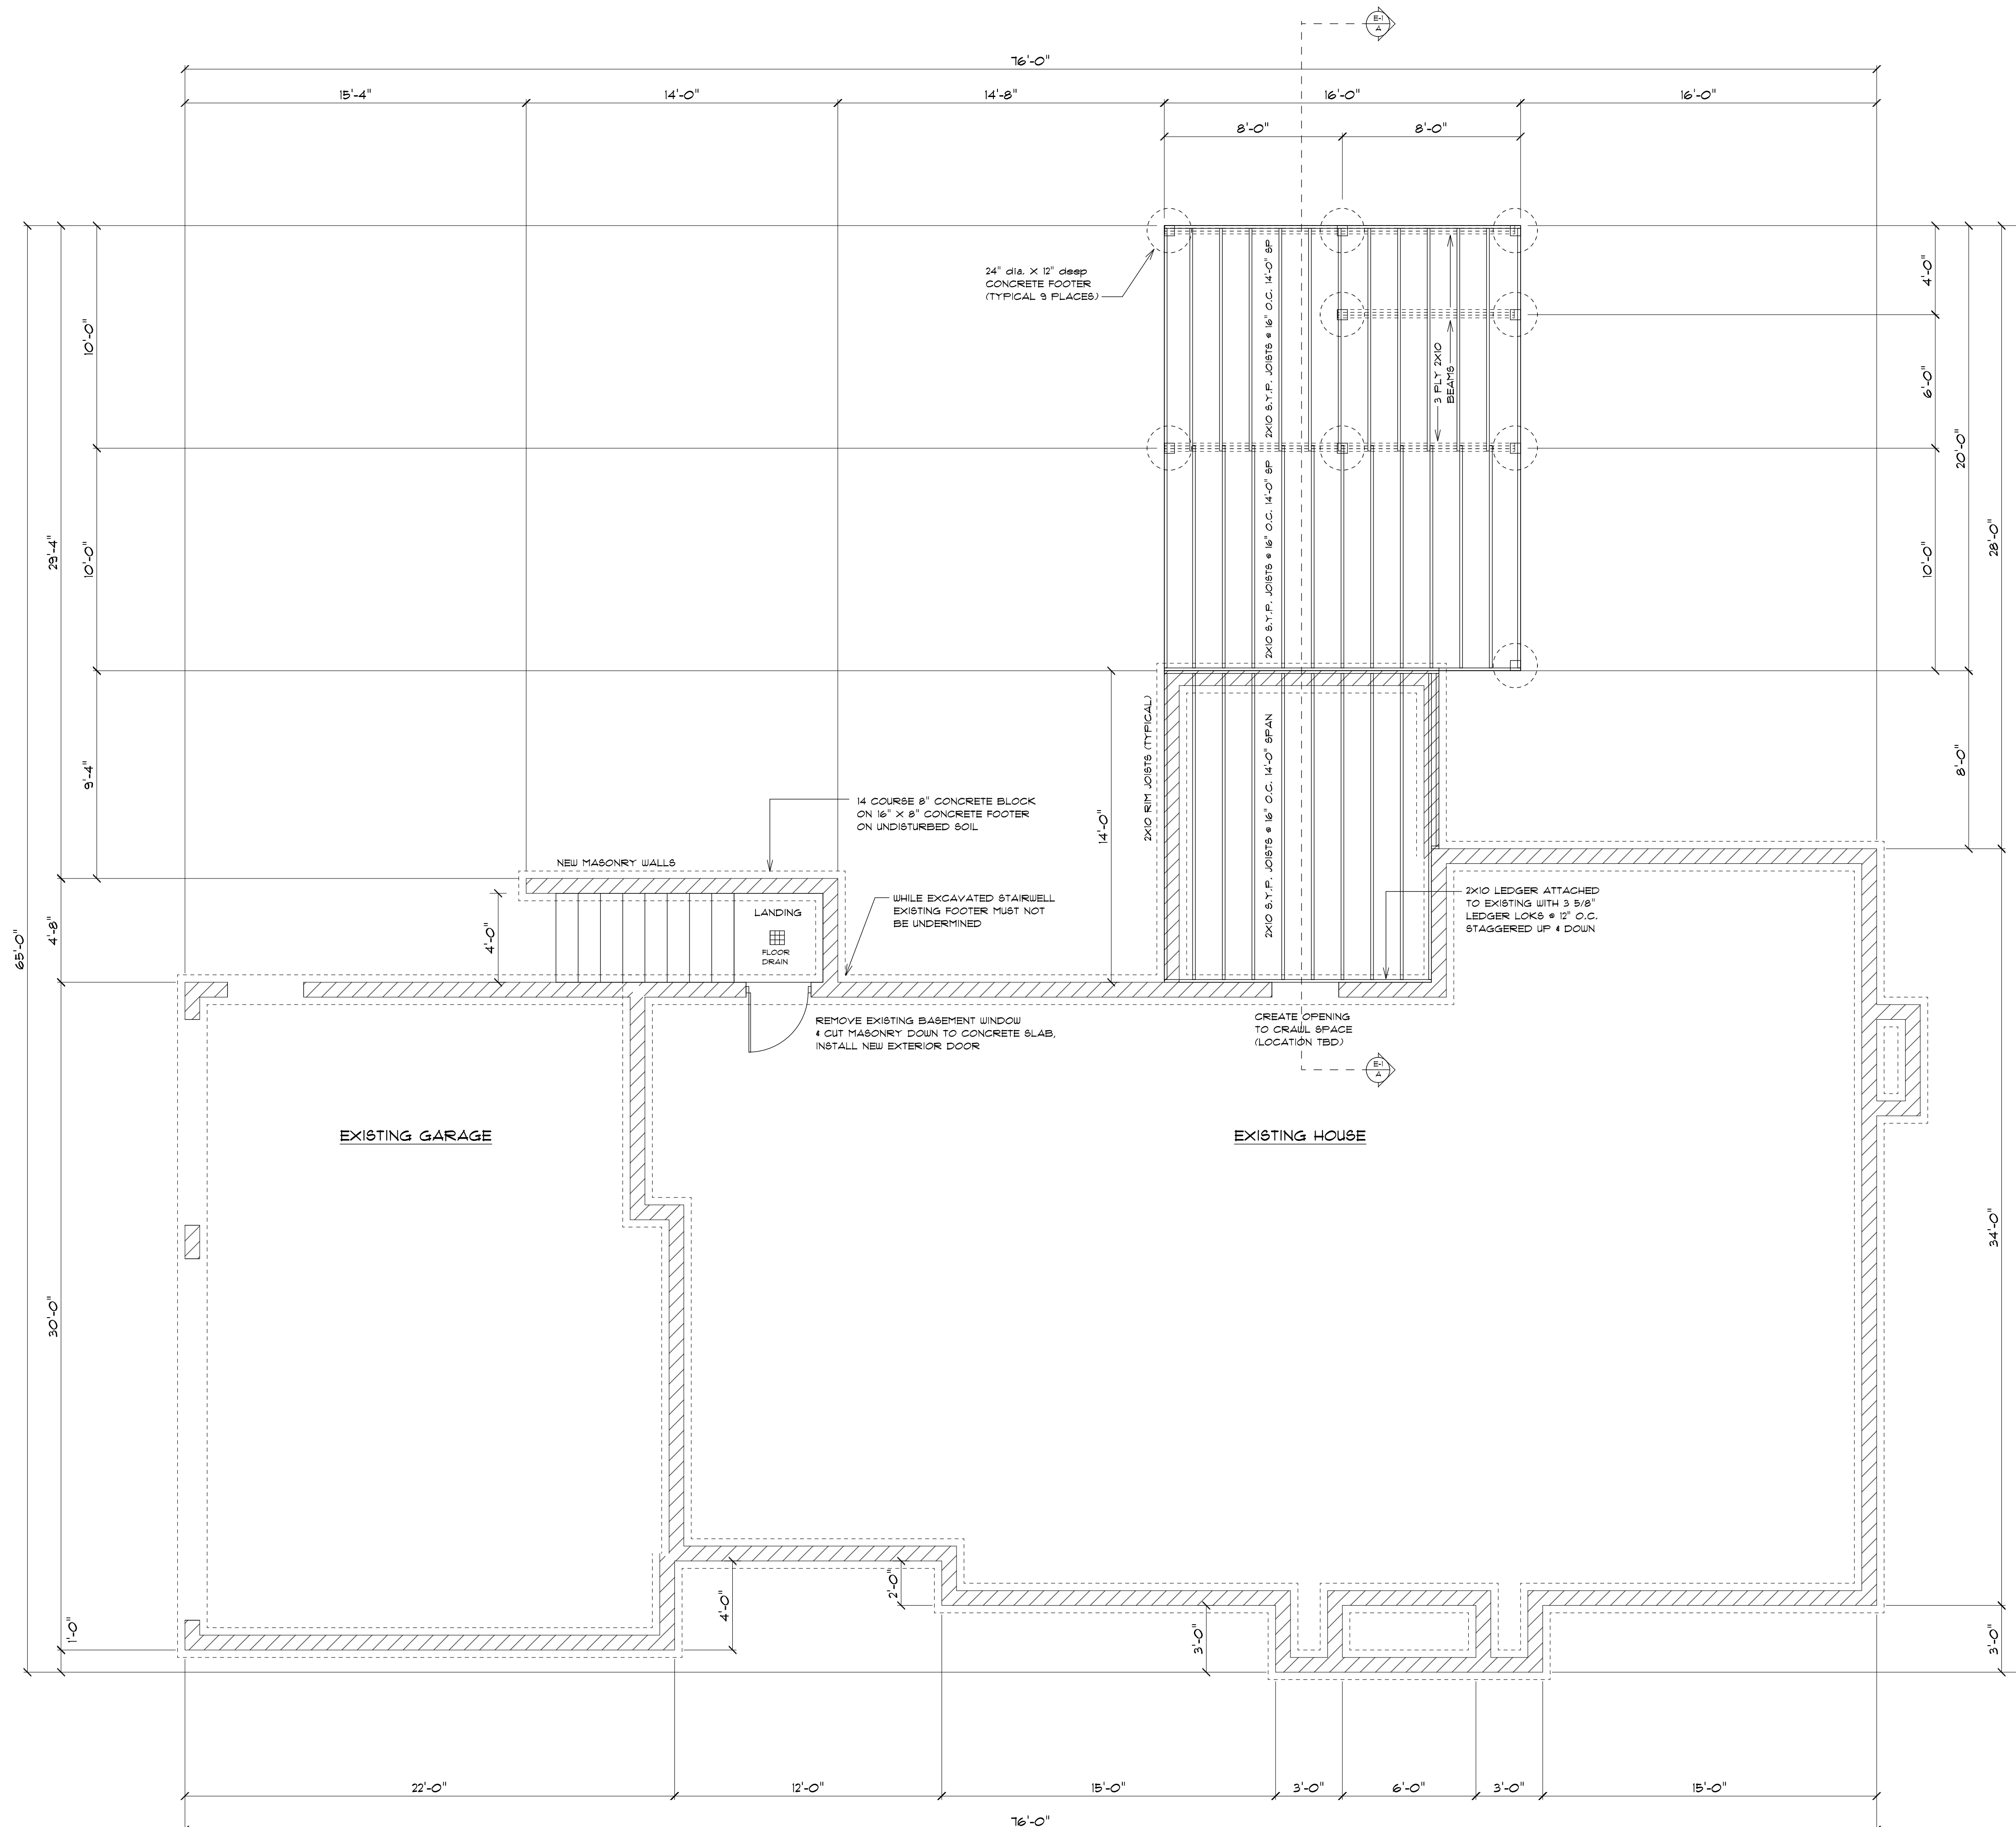 E-1
A
76'-0"
15'-4"
14'-0"
14'-8"
16'-0"
16'-0"
8'-0"
8'-0"
24" dia. X 12" deep
CONCRETE FOOTER
(TYPICAL 9 PLACES)
2X10 S.Y.P. JOISTS @ 16" O.C. 14'-0" SP
3 PLY 2X10
BEAMS
2X10 S.Y.P. JOISTS @ 16" O.C. 14'-0" SP
4'-0"
6'-0"
10'-0"
20'-0"
8'-0"
28'-0"
34'-0"
3'-0"
10'-0"
10'-0"
9'-4"
29'-4"
4'-8"
30'-0"
1'-0"
65'-0"
14'-0"
2X10 RIM JOISTS (TYPICAL)
2X10 S.Y.P. JOISTS @ 16" O.C. 14'-0" SPAN
14 COURSE 8" CONCRETE BLOCK
ON 16" X 8" CONCRETE FOOTER
ON UNDISTURBED SOIL
NEW MASONRY WALLS
4'-0"
LANDING
FLOOR
DRAIN
WHILE EXCAVATED STAIRWELL
EXISTING FOOTER MUST NOT
BE UNDERMINED
2X10 LEDGER ATTACHED
TO EXISTING WITH 3 5/8"
LEDGER LOKS @ 12" O.C.
STAGGERED UP & DOWN
REMOVE EXISTING BASEMENT WINDOW
& CUT MASONRY DOWN TO CONCRETE SLAB,
INSTALL NEW EXTERIOR DOOR
CREATE OPENING
TO CRAWL SPACE
(LOCATION TBD)
E-1
A
EXISTING GARAGE
EXISTING HOUSE
4'-0"
2'-0"
3'-0"
22'-0"
12'-0"
15'-0"
3'-0"
6'-0"
3'-0"
15'-0"
76'-0"